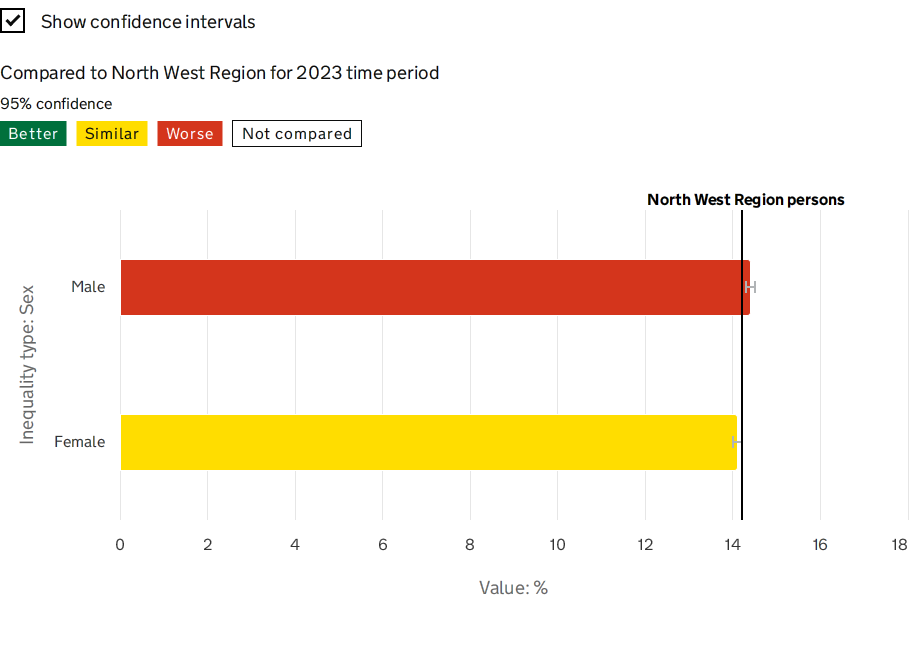 Show confidence intervals
Compared to North West Region for 2023 time period
95% confidence
Better Similar Worse Not compared
North West Region persons
Inequality type: Sex
Male
Female
0 2 4 6 8 10 12 14 16 18
Value: %